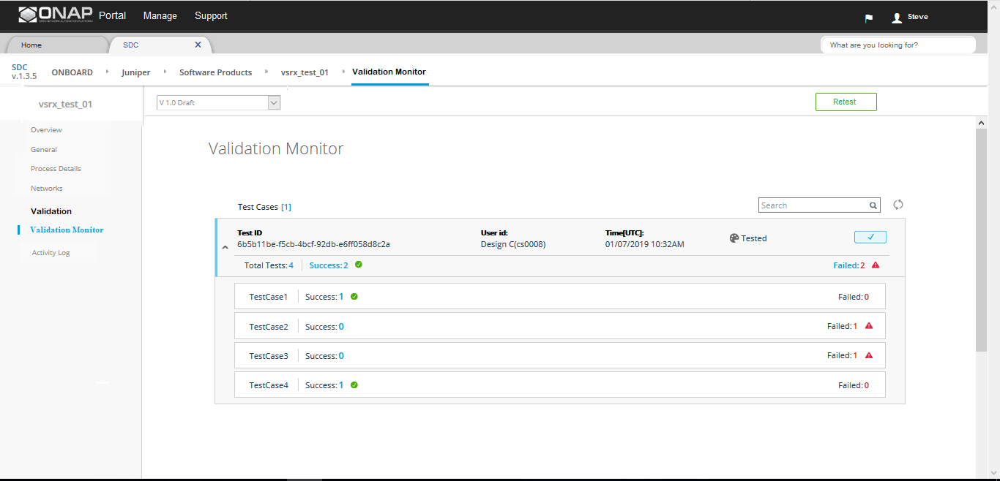 ONAP Portal Manage Support Steve
OPEN NETWORK AUTOMATION PLATFORM
Home SDC What are you looking for?
SDC
v.1.3.5
ONBOARD Juniper Software Products vsrx_test_01 Validation Monitor
vsrx_test_01
V 1.0 Draft
Retest
Overview
General
Process Details
Networks
Validation
Validation Monitor
Activity Log
Validation Monitor
Test Cases [1]
Search
Test ID User id: Time[UTC]:
6b5b11be-f5cb-4bcf-92db-e6ff058d8c2a Design C(cs0008) 01/07/2019 10:32AM
Tested
Total Tests: 4 Success: 2 Failed: 2
TestCase1 Success: 1 Failed: 0
TestCase2 Success: 0 Failed: 1
TestCase3 Success: 0 Failed: 1
TestCase4 Success: 1 Failed: 0